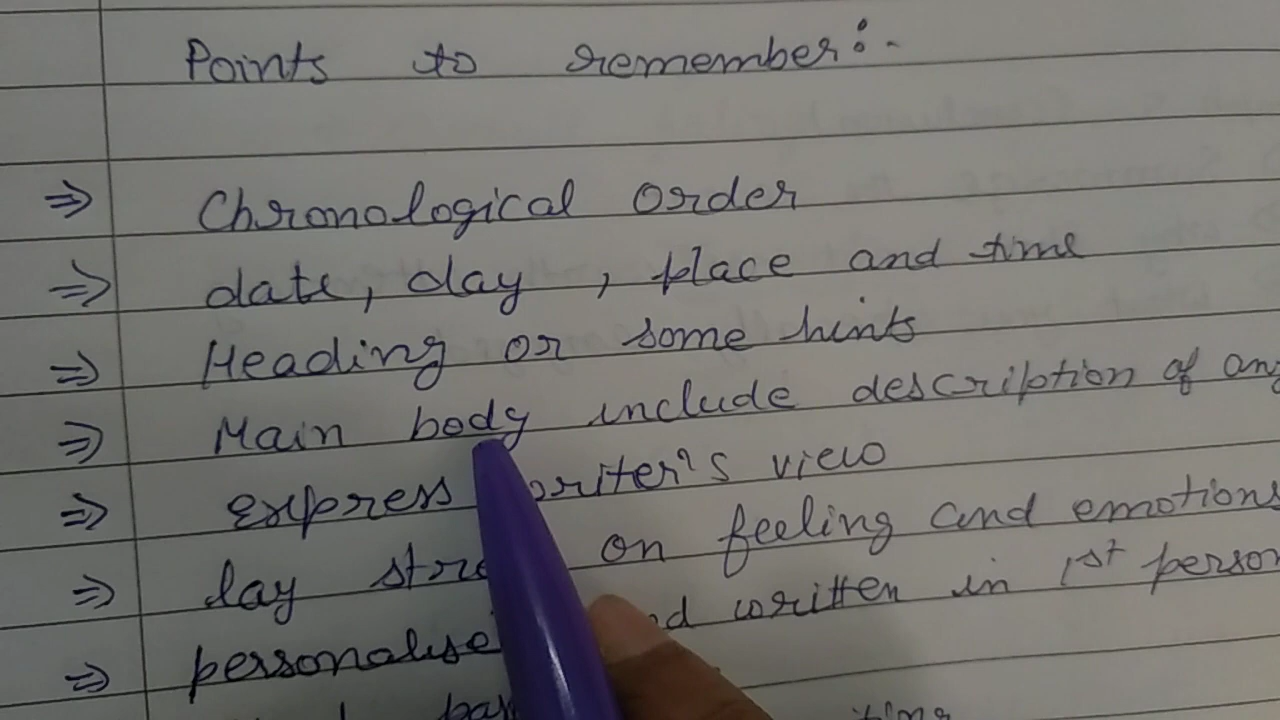 Points to remember:-
⇒ Chronological Order
⇒ date, day, place and time
⇒ Heading or some hints
⇒ Main body include description of
⇒ express writer's view
⇒ lay on feeling and emotions
⇒ written in 1st person